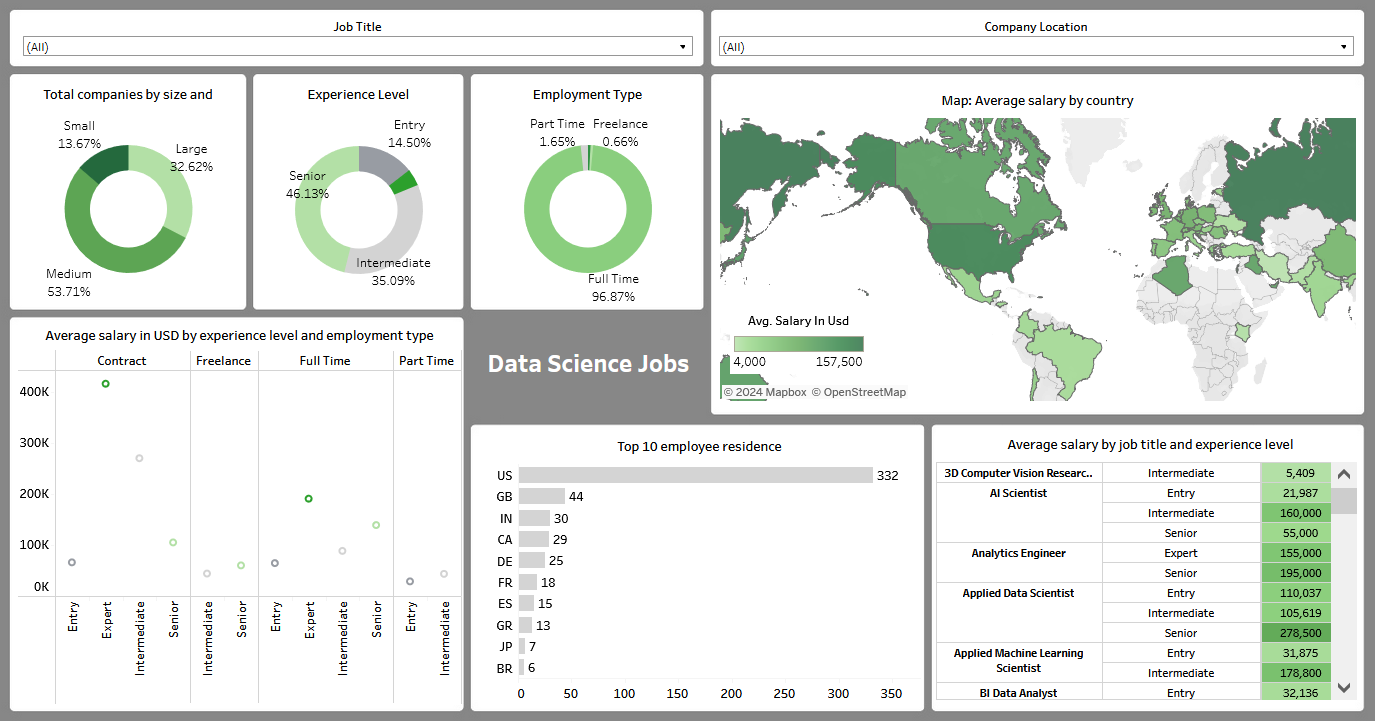 Job Title
(All)
Company Location
(All)
Total companies by size and
Small
13.67%
Large
32.62%
Medium
53.71%
Experience Level
Entry
14.50%
Senior
46.13%
Intermediate
35.09%
Employment Type
Part Time
1.65%
Freelance
0.66%
Full Time
96.87%
Map: Average salary by country
Avg. Salary In Usd
4,000 157,500
© 2024 Mapbox © OpenStreetMap
Average salary in USD by experience level and employment type
Contract Freelance Full Time Part Time
400K
300K
200K
100K
0K
Entry
Expert
Intermediate
Senior
Intermediate
Senior
Entry
Expert
Intermediate
Senior
Entry
Intermediate
Data Science Jobs
Top 10 employee residence
US 332
GB 44
IN 30
CA 29
DE 25
FR 18
ES 15
GR 13
JP 7
BR 6
0 50 100 150 200 250 300 350
Average salary by job title and experience level
3D Computer Vision Researc.. Intermediate 5,409
AI Scientist Entry 21,987
Intermediate 160,000
Senior 55,000
Analytics Engineer Expert 155,000
Senior 195,000
Applied Data Scientist Entry 110,037
Intermediate 105,619
Senior 278,500
Applied Machine Learning Scientist Entry 31,875
Intermediate 178,800
BI Data Analyst Entry 32,136